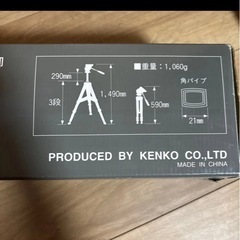 ■重量:1,060g
290mm
角パイプ
3段
1,490mm
590mm
21mm
PRODUCED BY KENKO CO.,LTD
MADE IN CHINA